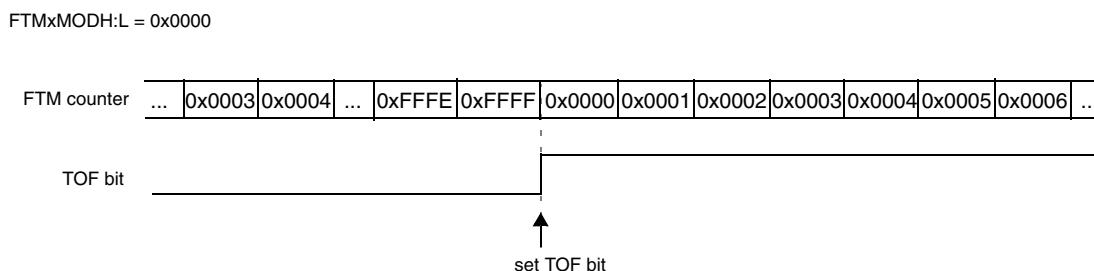 FTMxMODH:L = 0x0000
FTM counter ... 0x0003 0x0004 ... 0xFFFE 0xFFFF 0x0000 0x0001 0x0002 0x0003 0x0004 0x0005 0x0006 ..
TOF bit
set TOF bit